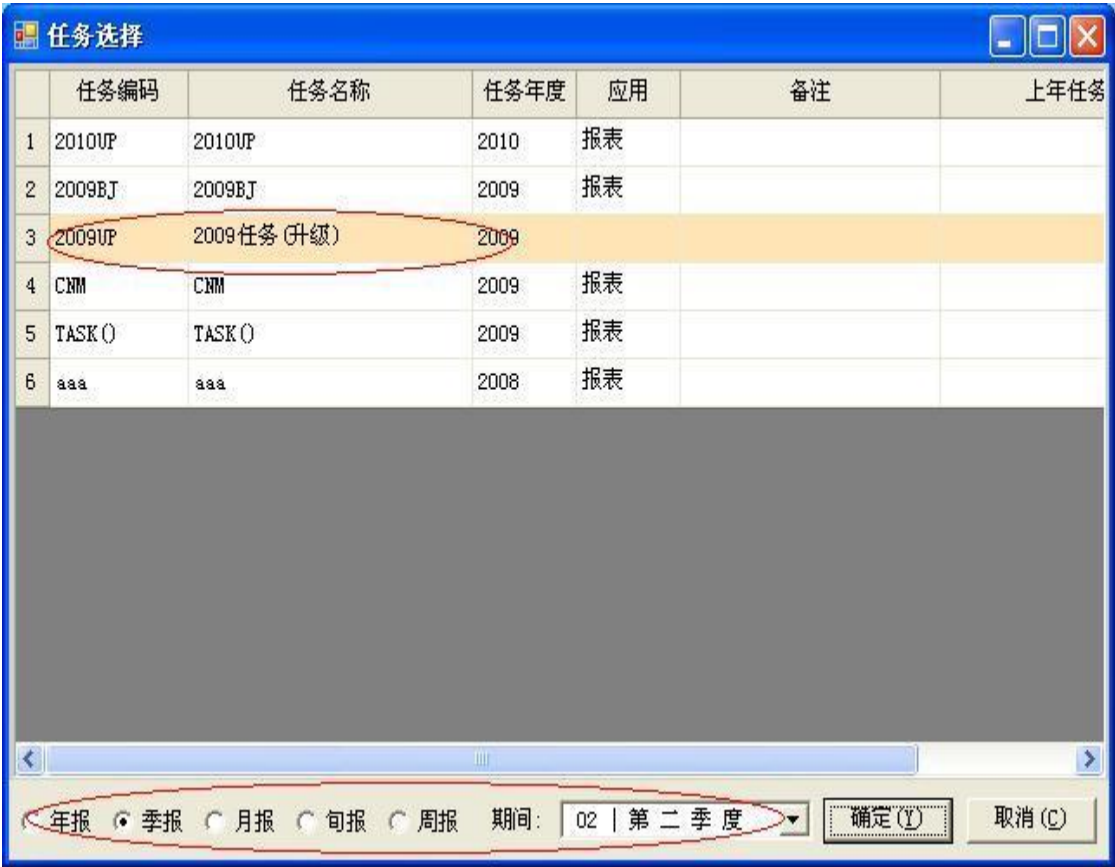 任务选择
任务编码 任务名称 任务年度 应用 备注 上年任务
1 2010UP 2010UP 2010 报表
2 2009BJ 2009BJ 2009 报表
3 2009UP 2009任务(升级) 2009
4 CNM CNM 2009 报表
5 TASK() TASK() 2009 报表
6 aaa aaa 2008 报表
年报 季报 月报 旬报 周报 期间: 02 | 第二季度 确定(Y) 取消(C)